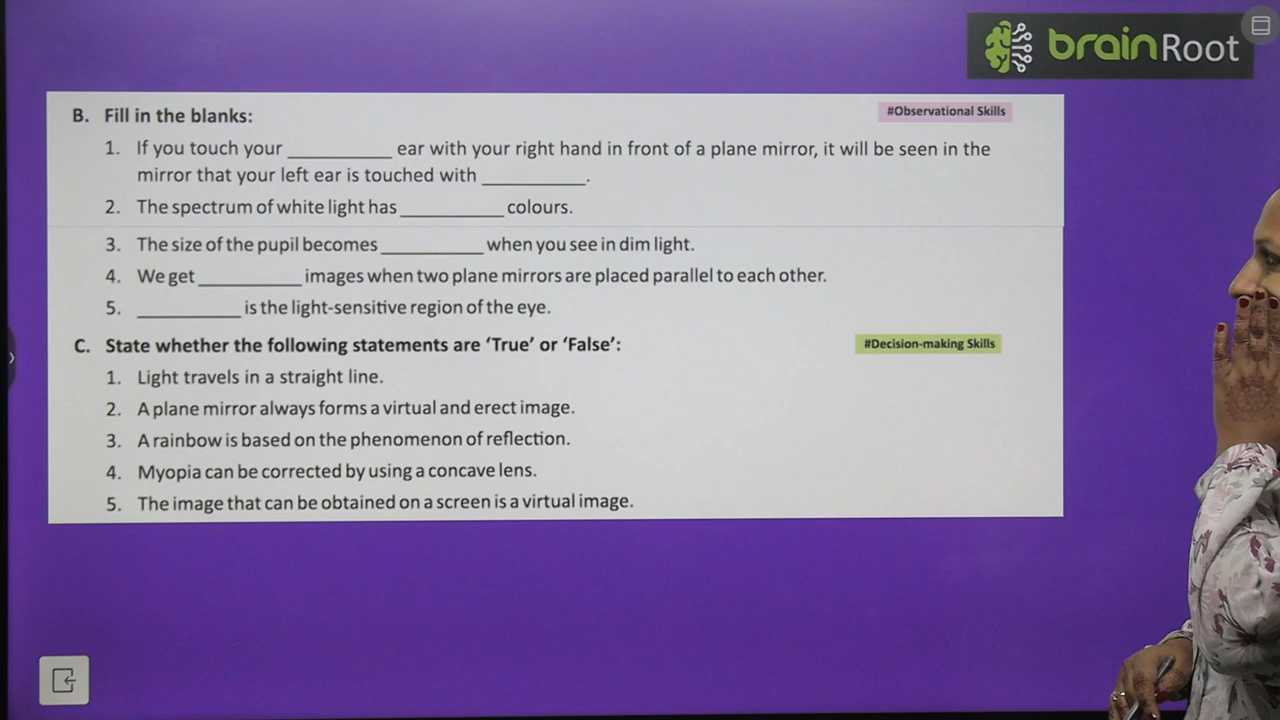 brainRoot
B. Fill in the blanks:
#Observational Skills
1. If you touch your __________ ear with your right hand in front of a plane mirror, it will be seen in the
mirror that your left ear is touched with __________.
2. The spectrum of white light has __________ colours.
3. The size of the pupil becomes __________ when you see in dim light.
4. We get __________ images when two plane mirrors are placed parallel to each other.
5. __________ is the light-sensitive region of the eye.
C. State whether the following statements are ‘True’ or ‘False’:
#Decision-making Skills
1. Light travels in a straight line.
2. A plane mirror always forms a virtual and erect image.
3. A rainbow is based on the phenomenon of reflection.
4. Myopia can be corrected by using a concave lens.
5. The image that can be obtained on a screen is a virtual image.